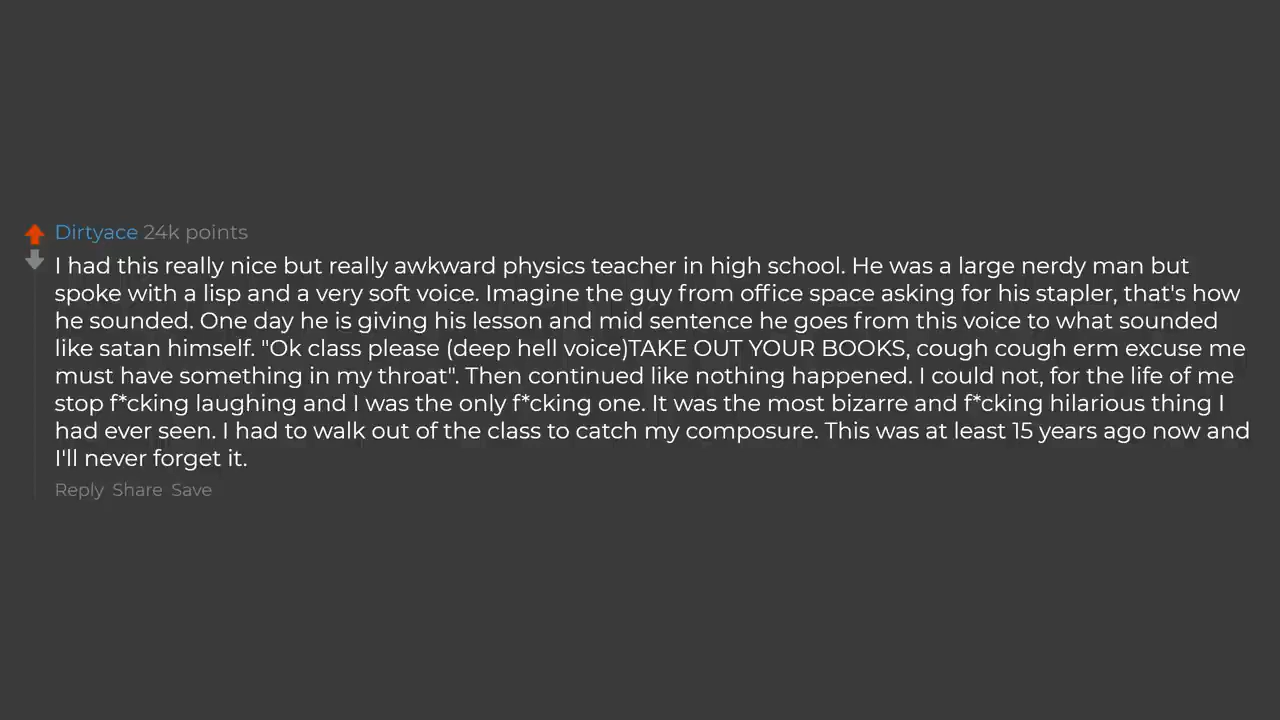 Dirtyace 24k points
I had this really nice but really awkward physics teacher in high school. He was a large nerdy man but
spoke with a lisp and a very soft voice. Imagine the guy from office space asking for his stapler, that's how
he sounded. One day he is giving his lesson and mid sentence he goes from this voice to what sounded
like satan himself. "Ok class please (deep hell voice)TAKE OUT YOUR BOOKS, cough cough erm excuse me
must have something in my throat". Then continued like nothing happened. I could not, for the life of me
stop f*cking laughing and I was the only f*cking one. It was the most bizarre and f*cking hilarious thing I
had ever seen. I had to walk out of the class to catch my composure. This was at least 15 years ago now and
I'll never forget it.
Reply Share Save